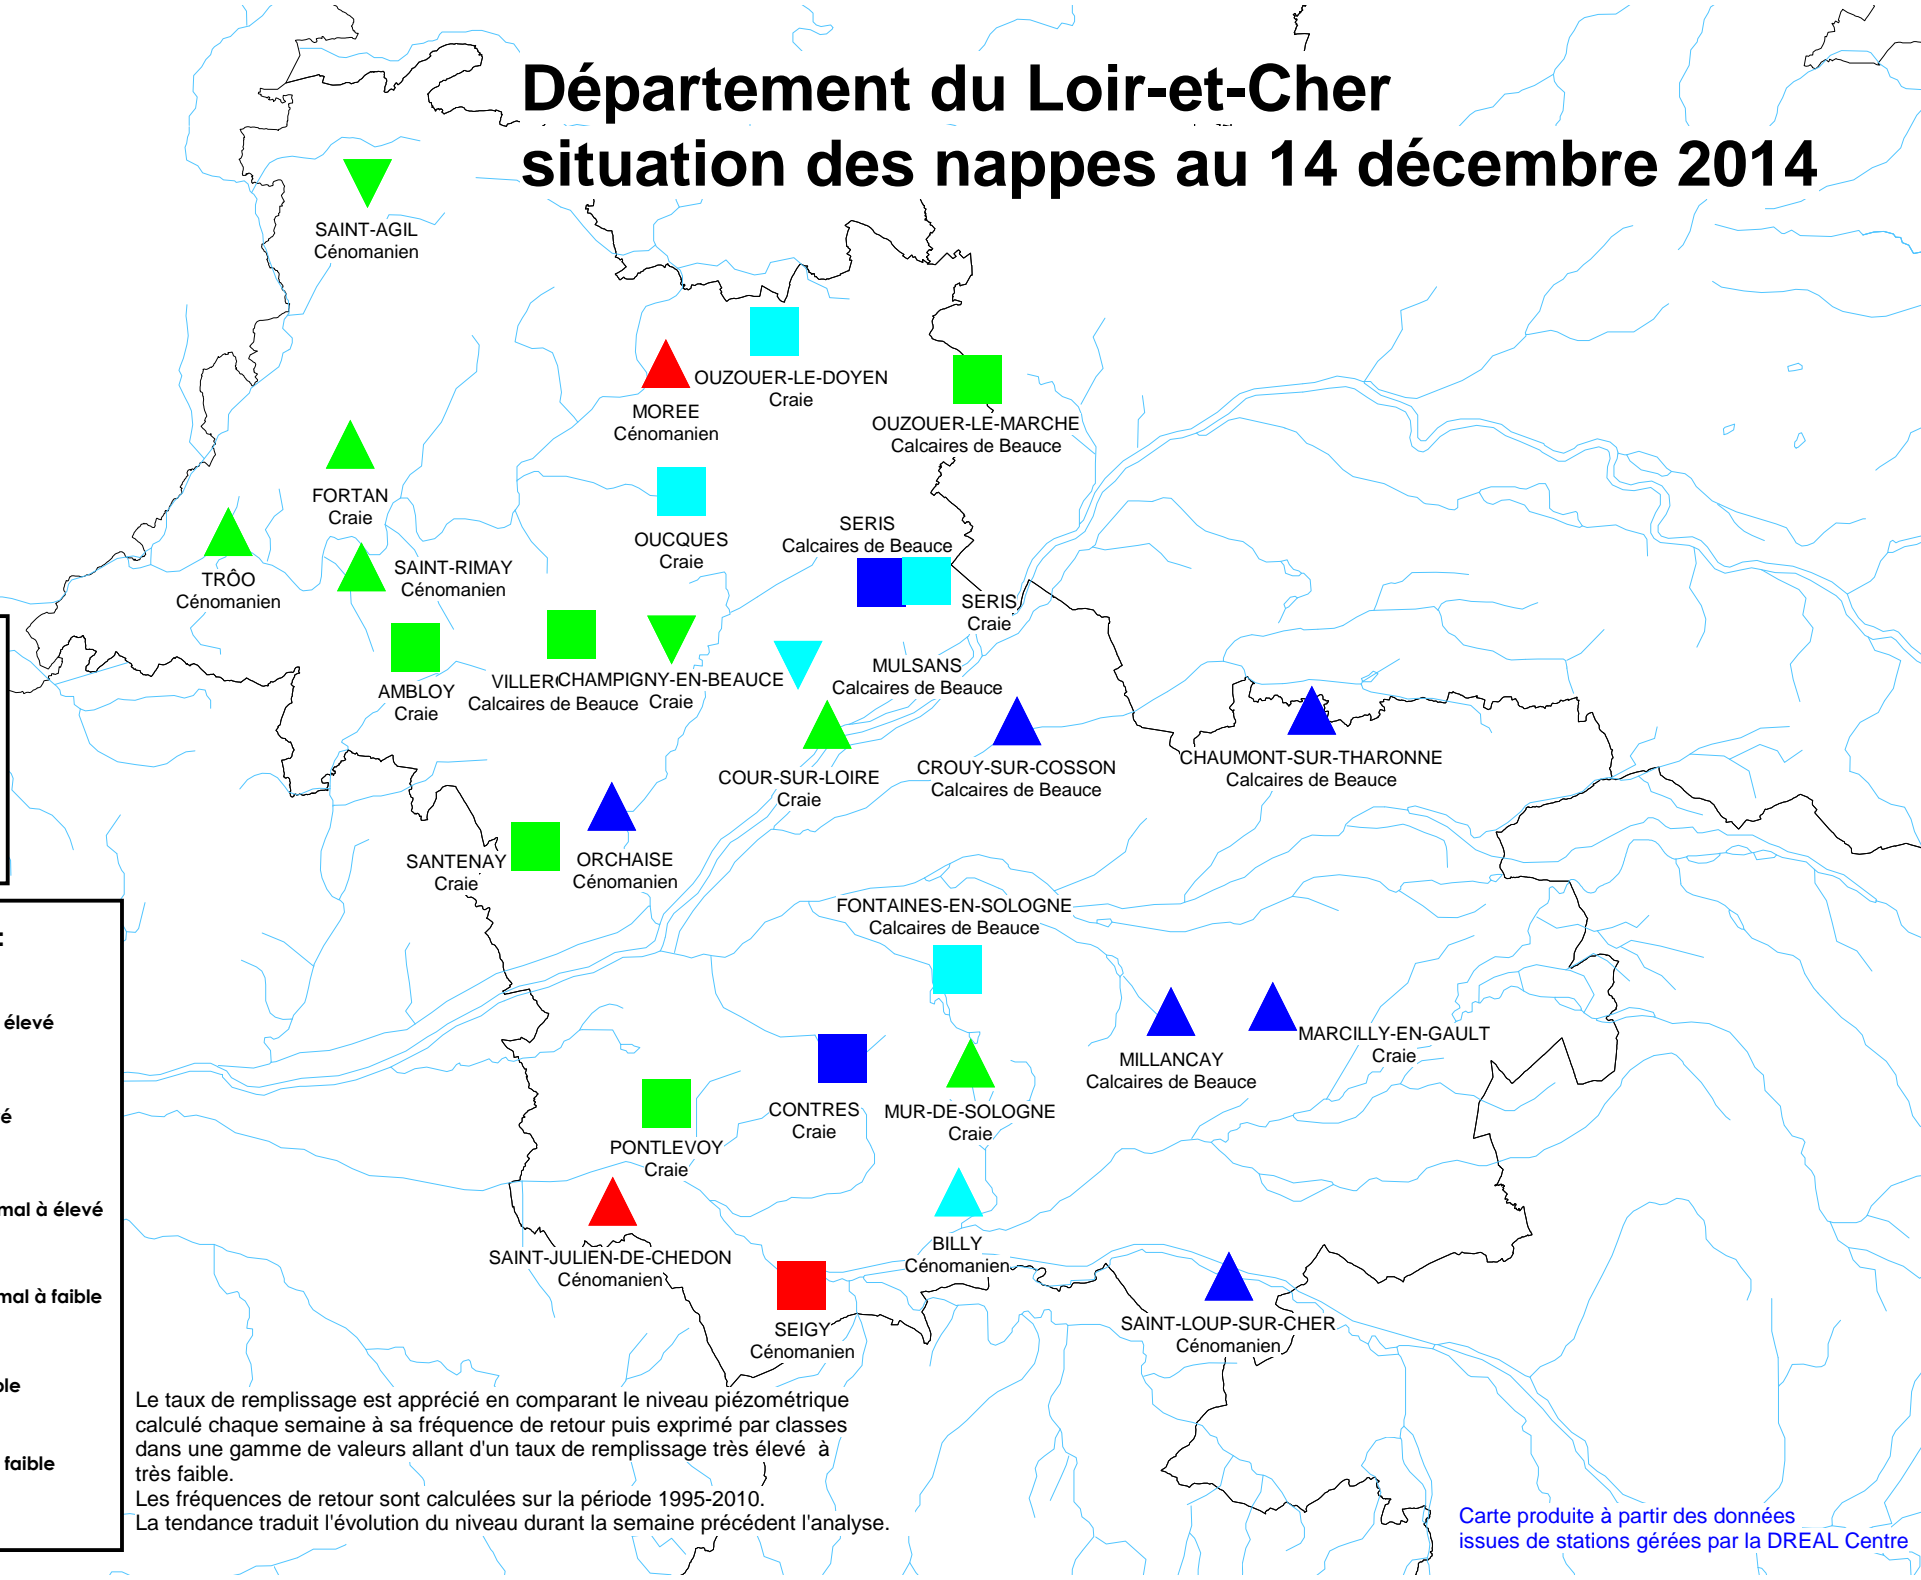 Département du Loir-et-Cher
situation des nappes au 14 décembre 2014
SAINT-AGIL
Cénomanien
OUZOUER-LE-DOYEN
Craie
MOREE
Cénomanien
OUZOUER-LE-MARCHE
Calcaires de Beauce
FORTAN
Craie
OUCQUES
Craie
SERIS
Calcaires de Beauce
TRÔO
Cénomanien
SAINT-RIMAY
Cénomanien
SERIS
Craie
AMBLOY
Craie
CHAMPIGNY-EN-BEAUCE
Calcaires de Beauce
Craie
MULSANS
Calcaires de Beauce
COUR-SUR-LOIRE
Craie
CROUY-SUR-COSSON
Calcaires de Beauce
CHAUMONT-SUR-THARONNE
Calcaires de Beauce
SANTENAY
Craie
ORCHAISE
Cénomanien
FONTAINES-EN-SOLOGNE
Calcaires de Beauce
MILLANCAY
Calcaires de Beauce
MARCILLY-EN-GAULT
Craie
CONTRES
Craie
MUR-DE-SOLOGNE
Craie
PONTLEVOY
Craie
SAINT-JULIEN-DE-CHEDON
Cénomanien
BILLY
Cénomanien
SEIGY
Cénomanien
SAINT-LOUP-SUR-CHER
Cénomanien
:
élevé
à élevé
à faible
faible
Le taux de remplissage est apprécié en comparant le niveau piézométrique
calculé chaque semaine à sa fréquence de retour puis exprimé par classes
dans une gamme de valeurs allant d'un taux de remplissage très élevé à
très faible.
Les fréquences de retour sont calculées sur la période 1995-2010.
La tendance traduit l'évolution du niveau durant la semaine précédent l'analyse.
Carte produite à partir des données
issues de stations gérées par la DREAL Centre